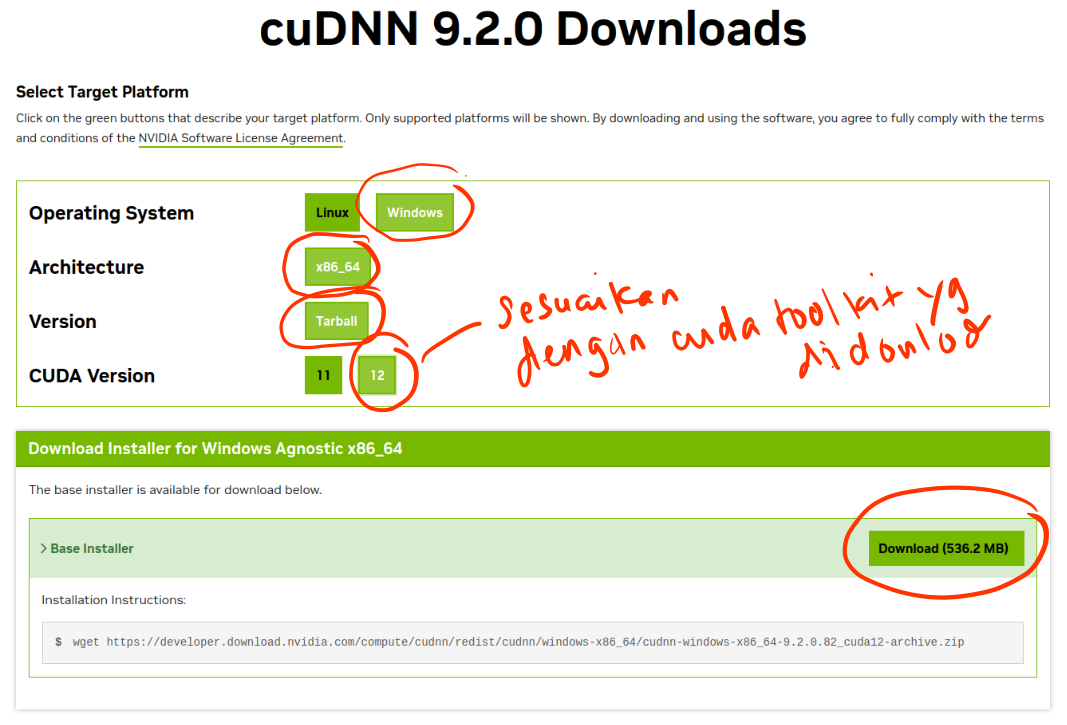 cuDNN 9.2.0 Downloads
Select Target Platform
Click on the green buttons that describe your target platform. Only supported platforms will be shown. By downloading and using the software, you agree to fully comply with the terms
and conditions of the NVIDIA Software License Agreement.
Operating System Linux Windows
Architecture x86_64
Version Tarball
CUDA Version 11 12
sesuaikan
dengan cuda toolkit yg
didonlod
Download Installer for Windows Agnostic x86_64
The base installer is available for download below.
> Base Installer Download (536.2 MB)
Installation Instructions:
$ wget https://developer.download.nvidia.com/compute/cudnn/redist/cudnn/windows-x86_64/cudnn-windows-x86_64-9.2.0.82_cuda12-archive.zip